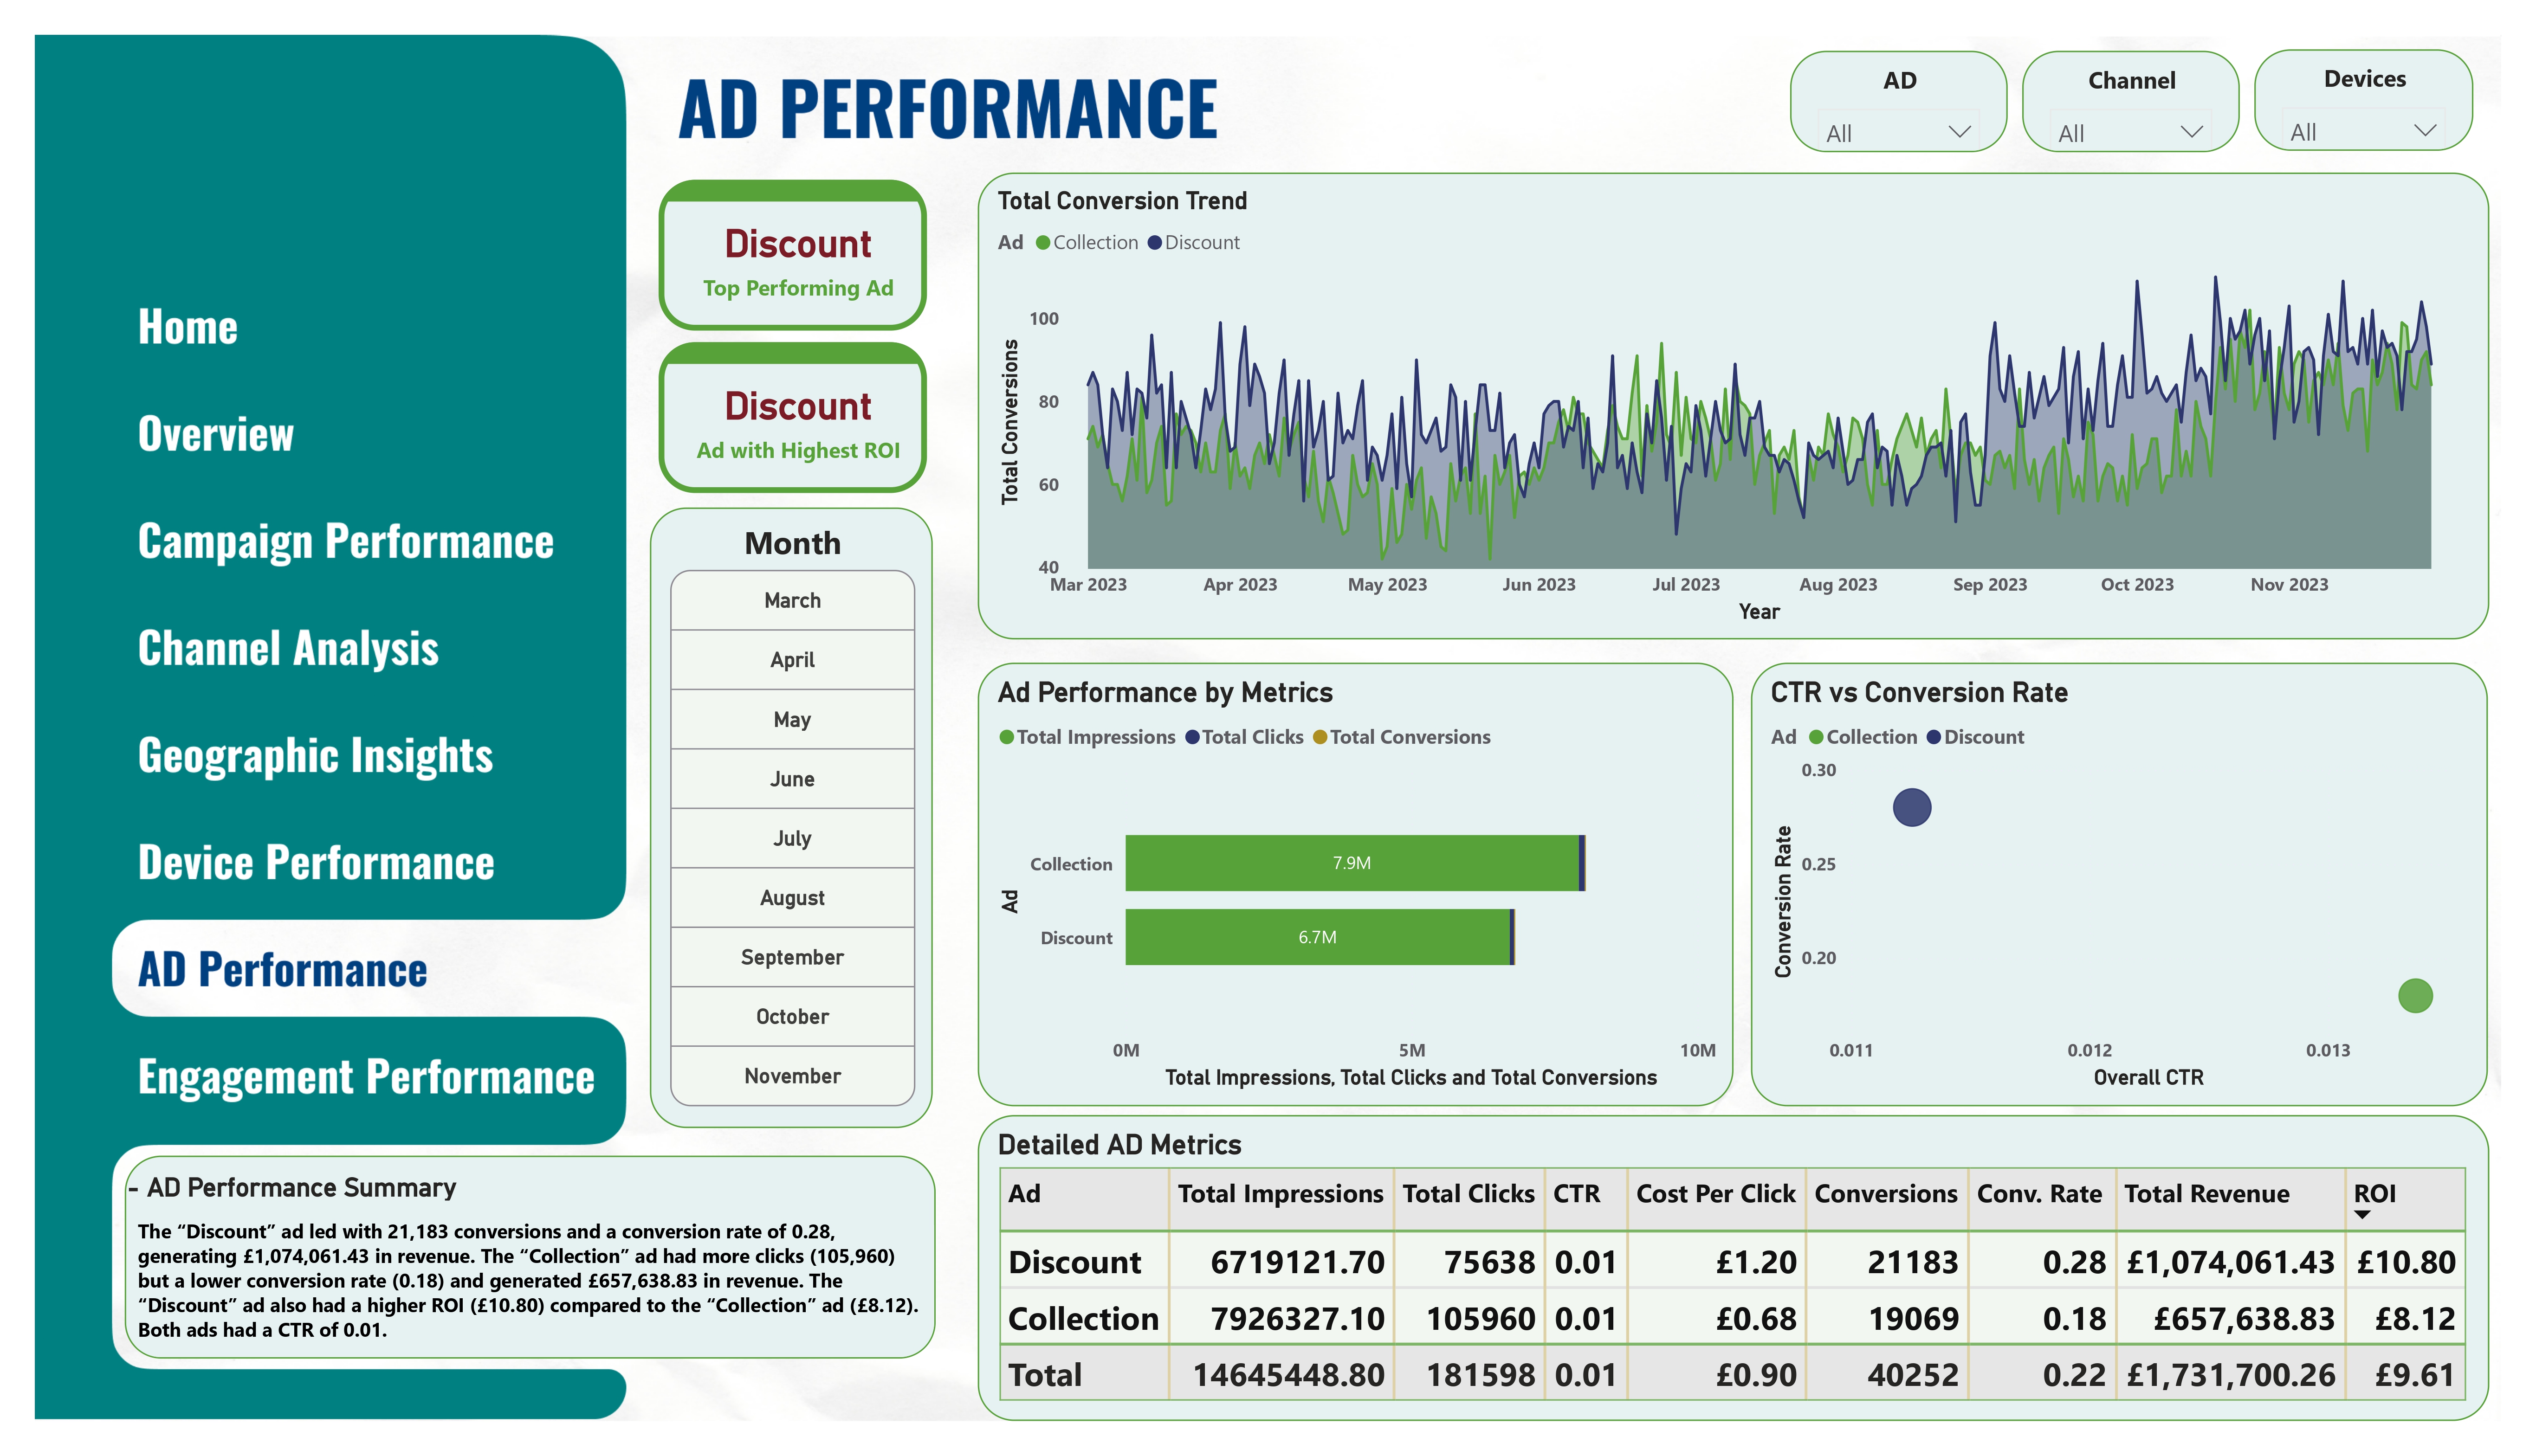 Home
Overview
Campaign Performance
Channel Analysis
Geographic Insights
Device Performance
AD Performance
Engagement Performance
- AD Performance Summary
The “Discount” ad led with 21,183 conversions and a conversion rate of 0.28,
generating £1,074,061.43 in revenue. The “Collection” ad had more clicks (105,960)
but a lower conversion rate (0.18) and generated £657,638.83 in revenue. The
“Discount” ad also had a higher ROI (£10.80) compared to the “Collection” ad (£8.12).
Both ads had a CTR of 0.01.
AD PERFORMANCE
AD
All
Channel
All
Devices
All
Discount
Top Performing Ad
Discount
Ad with Highest ROI
Month
March
April
May
June
July
August
September
October
November
Total Conversion Trend
Ad Collection Discount
Total Conversions
100
80
60
40
Mar 2023 Apr 2023 May 2023 Jun 2023 Jul 2023 Aug 2023 Sep 2023 Oct 2023 Nov 2023
Year
Ad Performance by Metrics
Total Impressions Total Clicks Total Conversions
Ad
Collection 7.9M
Discount 6.7M
0M 5M 10M
Total Impressions, Total Clicks and Total Conversions
CTR vs Conversion Rate
Ad Collection Discount
Conversion Rate
0.30
0.25
0.20
0.011 0.012 0.013
Overall CTR
Detailed AD Metrics
Ad Total Impressions Total Clicks CTR Cost Per Click Conversions Conv. Rate Total Revenue ROI
Discount 6719121.70 75638 0.01 £1.20 21183 0.28 £1,074,061.43 £10.80
Collection 7926327.10 105960 0.01 £0.68 19069 0.18 £657,638.83 £8.12
Total 14645448.80 181598 0.01 £0.90 40252 0.22 £1,731,700.26 £9.61